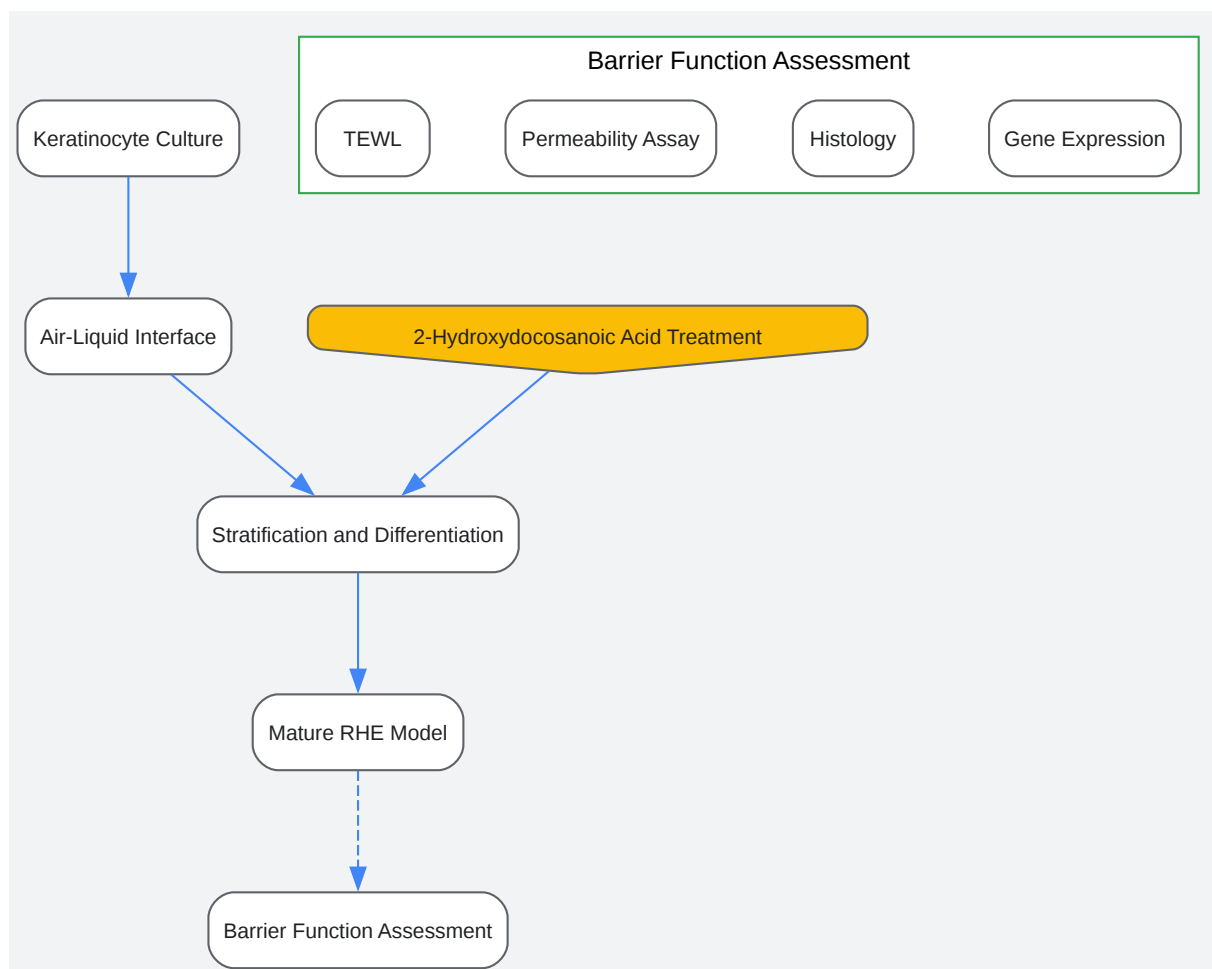 Barrier Function Assessment
Keratinocyte Culture
TEWL
Permeability Assay
Histology
Gene Expression
Air-Liquid Interface
2-Hydroxydocosanoic Acid Treatment
Stratification and Differentiation
Mature RHE Model
Barrier Function Assessment